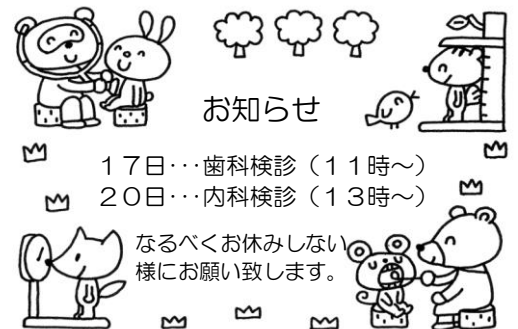 お知らせ
１７日･･･歯科検診（１１時～）
２０日･･･内科検診（１３時～）
なるべくお休みしない
様にお願い致します。